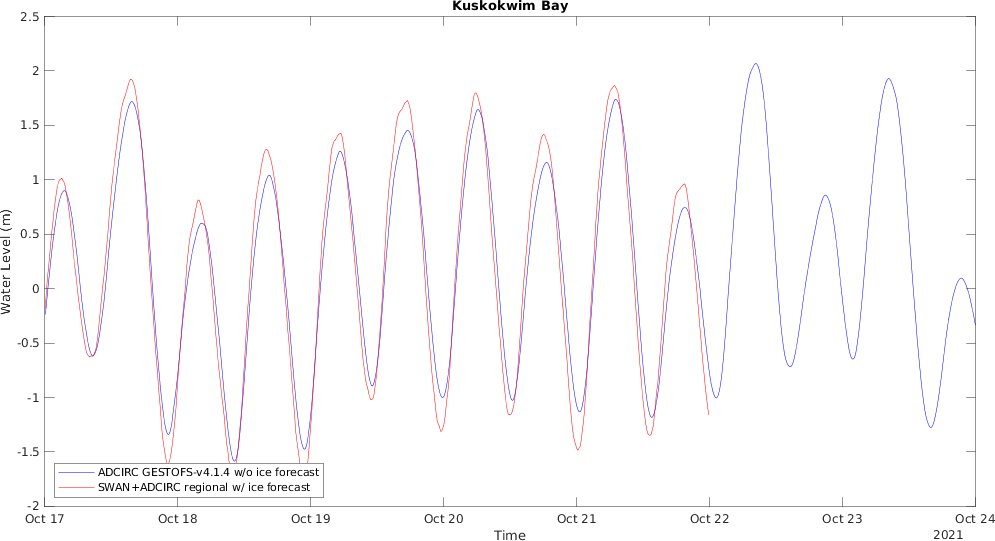 Kuskokwim Bay
2.5
2
1.5
1
0.5
0
-0.5
-1
-1.5
-2
Water Level (m)
ADCIRC GESTOFS-v4.1.4 w/o ice forecast
SWAN+ADCIRC regional w/ ice forecast
Oct 17 Oct 18 Oct 19 Oct 20 Oct 21 Oct 22 Oct 23 Oct 24
Time
2021